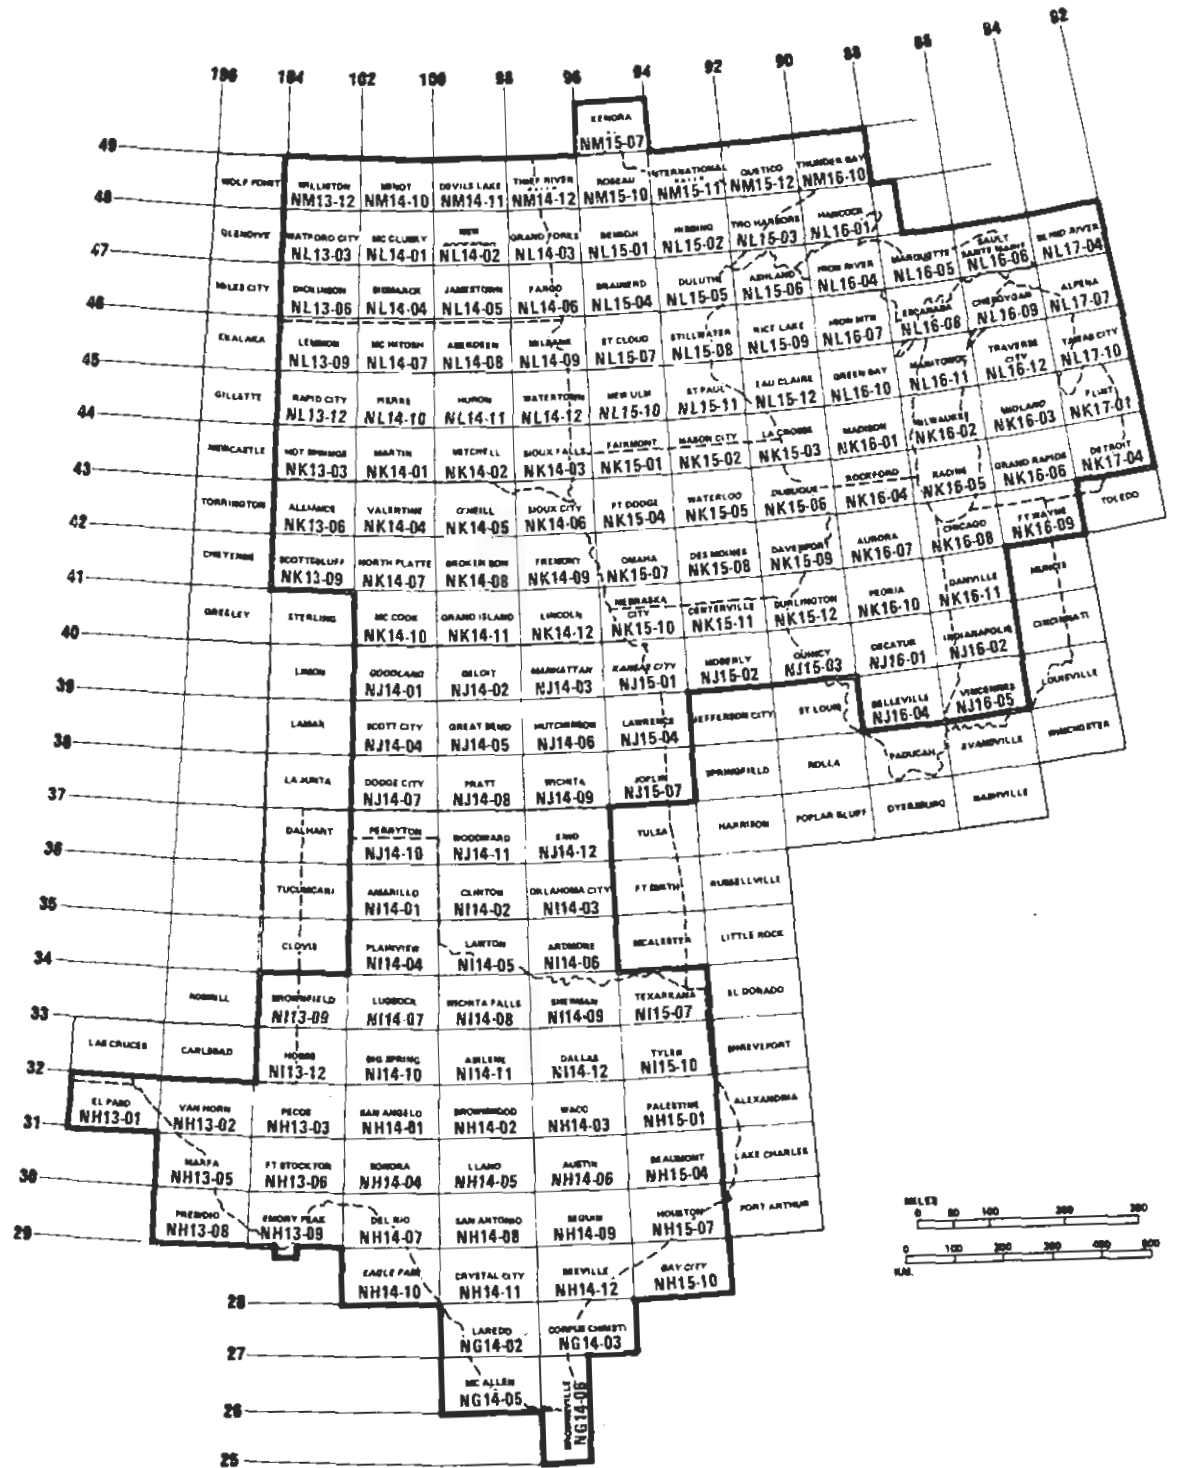 106 104 102 100 98 96 94 92 90 88 86 84 82
KENORA
NM15-07
49
WOLF POINT WILLISTON MINOT DEVILS LAKE THIEF RIVER FALLS ROSEAU INTERNATIONAL FALLS QUETICO THUNDER BAY
NM13-12 NM14-10 NM14-11 NM14-12 NM15-10 NM15-11 NM15-12 NM16-10
48
GLENDIVE WATFORD CITY MC CLUSKY NEW ROCKFORD GRAND FORKS BEMIDJI HIBBING TWO HARBORS HANCOCK
NL13-03 NL14-01 NL14-02 NL14-03 NL15-01 NL15-02 NL15-03 NL16-01
47
MILES CITY DICKINSON BISMARCK JAMESTOWN FARGO BRAINERD DULUTH ASHLAND IRON RIVER MARQUETTE SAULT SAINTE MARIE BLIND RIVER
NL13-06 NL14-04 NL14-05 NL14-06 NL15-04 NL15-05 NL15-06 NL16-04 NL16-05 NL16-06 NL17-04
46
EKALAKA LEMMON MC INTOSH ABERDEEN MILBANK ST CLOUD STILLWATER RICE LAKE IRON MTN ESCANABA CHEBOYGAN ALPENA
NL13-09 NL14-07 NL14-08 NL14-09 NL15-07 NL15-08 NL15-09 NL16-07 NL16-08 NL16-09 NL17-07
45
GILLETTE RAPID CITY PIERRE HURON WATERTOWN NEW ULM ST PAUL EAU CLAIRE GREEN BAY MANITOWOC TRAVERSE CITY TAWAS CITY
NL13-12 NL14-10 NL14-11 NL14-12 NL15-10 NL15-11 NL15-12 NL16-10 NL16-11 NL16-12 NL17-10
44
NEWCASTLE HOT SPRINGS MARTIN MITCHELL SIOUX FALLS FAIRMONT MASON CITY LA CROSSE MADISON MILWAUKEE MIDLAND FLINT
NK13-03 NK14-01 NK14-02 NK14-03 NK15-01 NK15-02 NK15-03 NK16-01 NK16-02 NK16-03 NK17-01
43
TORRINGTON ALLIANCE VALENTINE O'NEILL SIOUX CITY FT DODGE WATERLOO DUBUQUE ROCKFORD RACINE GRAND RAPIDS DETROIT
NK13-06 NK14-04 NK14-05 NK14-06 NK15-04 NK15-05 NK15-06 NK16-04 NK16-05 NK16-06 NK17-04
42
CHEYENNE SCOTTSBLUFF NORTH PLATTE BROKEN BOW FREMONT OMAHA DES MOINES DAVENPORT AURORA CHICAGO FT WAYNE TOLEDO
NK13-09 NK14-07 NK14-08 NK14-09 NK15-07 NK15-08 NK15-09 NK16-07 NK16-08 NK16-09
41
GREELEY STERLING MC COOK GRAND ISLAND LINCOLN NEBRASKA CITY CENTERVILLE BURLINGTON PEORIA DANVILLE MUNCIE
NK14-10 NK14-11 NK14-12 NK15-10 NK15-11 NK15-12 NK16-10 NK16-11
40
LIMON GOODLAND BELOIT MANHATTAN KANSAS CITY MOBERLY QUINCY DECATUR INDIANAPOLIS CINCINNATI
NJ14-01 NJ14-02 NJ14-03 NJ15-01 NJ15-02 NJ15-03 NJ16-01 NJ16-02
39
LAMAR SCOTT CITY GREAT BEND HUTCHINSON LAWRENCE JEFFERSON CITY ST LOUIS BELLEVILLE VINCENNES LOUISVILLE
NJ14-04 NJ14-05 NJ14-06 NJ15-04 NJ16-04 NJ16-05
38
LA JUNTA DODGE CITY PRATT WICHITA JOPLIN SPRINGFIELD ROLLA PADUCAH EVANSVILLE WINCHESTER
NJ14-07 NJ14-08 NJ14-09 NJ15-07
37
DALHART PERRYTON WOODWARD ENID TULSA HARRISON POPLAR BLUFF DYERSBURG NASHVILLE
NJ14-10 NJ14-11 NJ14-12
36
TUCUMCARI AMARILLO CLINTON OKLAHOMA CITY FT SMITH RUSSELLVILLE
NI14-01 NI14-02 NI14-03
35
CLOVIS PLAINVIEW LAWTON ARDMORE MCALESTER LITTLE ROCK
NI14-04 NI14-05 NI14-06
34
ROSWELL BROWNFIELD LUBBOCK WICHITA FALLS SHERMAN TEXARKANA EL DORADO
NI13-09 NI14-07 NI14-08 NI14-09 NI15-07
33
LAS CRUCES CARLSBAD HOBBS BIG SPRING ABILENE DALLAS TYLER SHREVEPORT
NI13-12 NI14-10 NI14-11 NI14-12 NI15-10
32
EL PASO VAN HORN PECOS SAN ANGELO BROWNWOOD WACO PALESTINE ALEXANDRIA
NH13-01 NH13-02 NH13-03 NH14-01 NH14-02 NH14-03 NH15-01
31
MARFA FT STOCKTON SONORA LLANO AUSTIN BEAUMONT LAKE CHARLES
NH13-05 NH13-06 NH14-04 NH14-05 NH14-06 NH15-04
30
PRESIDIO EMORY PEAK DEL RIO SAN ANTONIO SEGUIN HOUSTON PORT ARTHUR
NH13-08 NH13-09 NH14-07 NH14-08 NH14-09 NH15-07
29
EAGLE PASS CRYSTAL CITY BEEVILLE BAY CITY
NH14-10 NH14-11 NH14-12 NH15-10
28
LAREDO CORPUS CHRISTI
NG14-02 NG14-03
27
MC ALLEN BROWNSVILLE
NG14-05 NG14-06
26
25
MILES
0 50 100 200 300
0 100 200 300 400 500
KM.